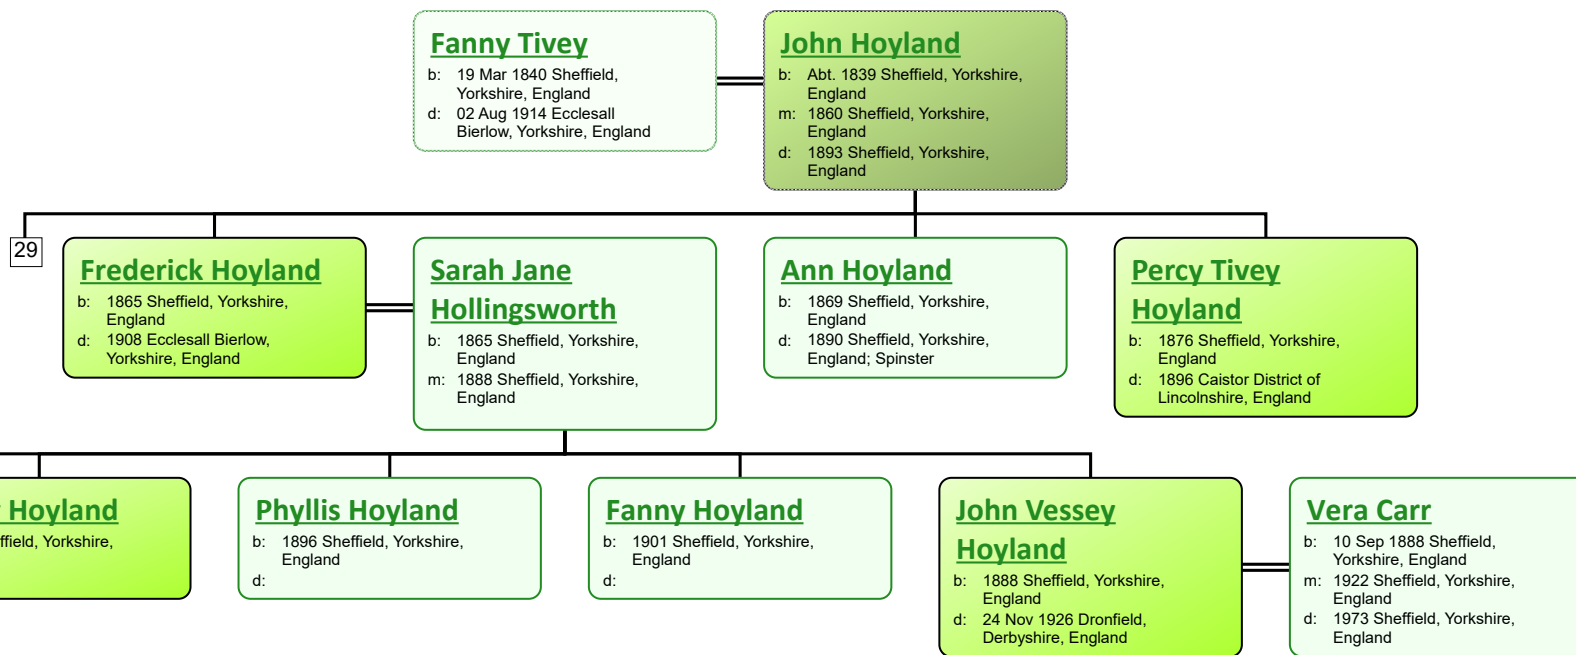 Fanny Tivey
b: 19 Mar 1840 Sheffield,
Yorkshire, England
d: 02 Aug 1914 Ecclesall
Bierlow, Yorkshire, England
John Hoyland
b: Abt. 1839 Sheffield, Yorkshire,
England
m: 1860 Sheffield, Yorkshire,
England
d: 1893 Sheffield, Yorkshire,
England
29
Frederick Hoyland
b: 1865 Sheffield, Yorkshire,
England
d: 1908 Ecclesall Bierlow,
Yorkshire, England
Sarah Jane
Hollingsworth
b: 1865 Sheffield, Yorkshire,
England
m: 1888 Sheffield, Yorkshire,
England
Ann Hoyland
b: 1869 Sheffield, Yorkshire,
England
d: 1890 Sheffield, Yorkshire,
England; Spinster
Percy Tivey
Hoyland
b: 1876 Sheffield, Yorkshire,
England
d: 1896 Caistor District of
Lincolnshire, England
Hoyland
ffield, Yorkshire,
Phyllis Hoyland
b: 1896 Sheffield, Yorkshire,
England
d:
Fanny Hoyland
b: 1901 Sheffield, Yorkshire,
England
d:
John Vessey
Hoyland
b: 1888 Sheffield, Yorkshire,
England
d: 24 Nov 1926 Dronfield,
Derbyshire, England
Vera Carr
b: 10 Sep 1888 Sheffield,
Yorkshire, England
m: 1922 Sheffield, Yorkshire,
England
d: 1973 Sheffield, Yorkshire,
England